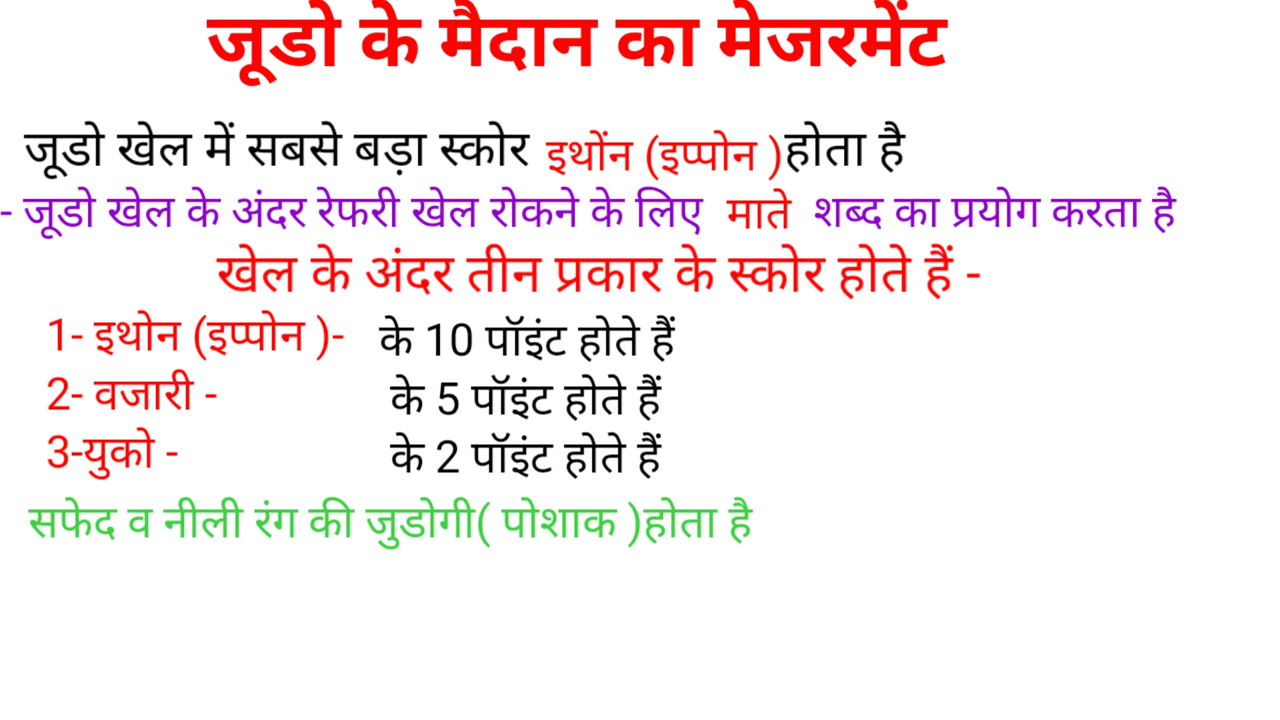 जूडो के मैदान का मेजरमेंट
जूडो खेल में सबसे बड़ा स्कोर इथोंन (इप्पोन )होता है
- जूडो खेल के अंदर रेफरी खेल रोकने के लिए माते शब्द का प्रयोग करता है
खेल के अंदर तीन प्रकार के स्कोर होते हैं -
1- इथोन (इप्पोन )- के 10 पॉइंट होते हैं
2- वजारी - के 5 पॉइंट होते हैं
3-युको - के 2 पॉइंट होते हैं
सफेद व नीली रंग की जुडोगी( पोशाक )होता है